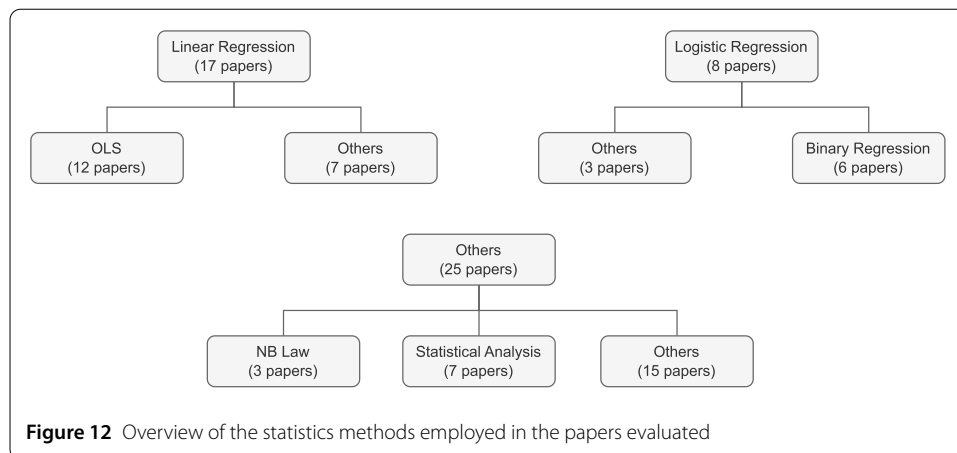 Linear Regression
(17 papers)
Logistic Regression
(8 papers)
OLS
(12 papers)
Others
(7 papers)
Others
(3 papers)
Binary Regression
(6 papers)
Others
(25 papers)
NB Law
(3 papers)
Statistical Analysis
(7 papers)
Others
(15 papers)
Figure 12 Overview of the statistics methods employed in the papers evaluated